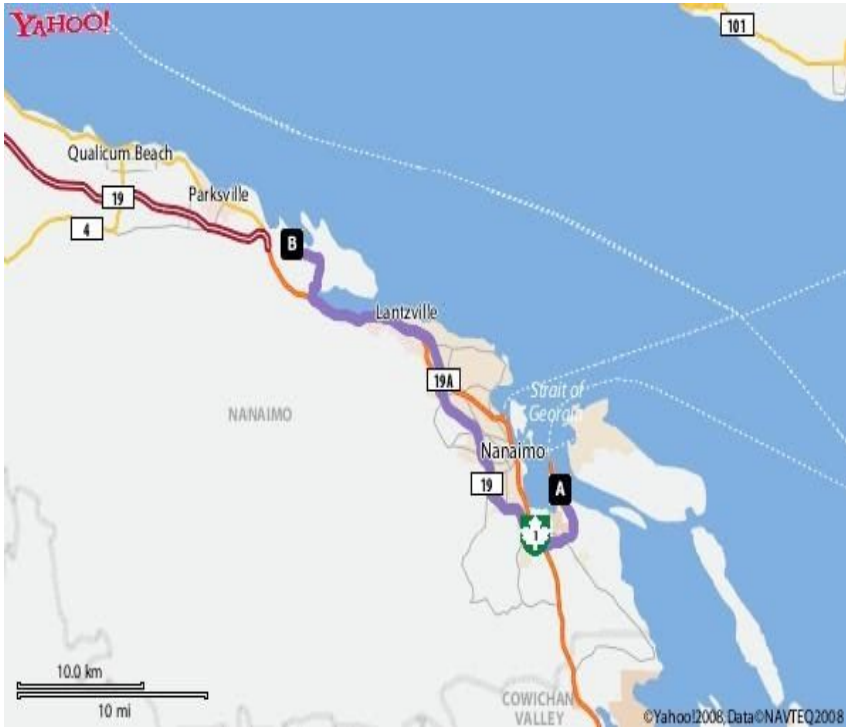 YAHOO!
101
Qualicum Beach
19
Parksville
4
B
Lantzville
19A
Strait of
Georgia
NANAIMO
Nanaimo
19
A
1
10.0 km
10 mi
COWICHAN
VALLEY
©Yahoo!2008, Data©NAVTEQ2008